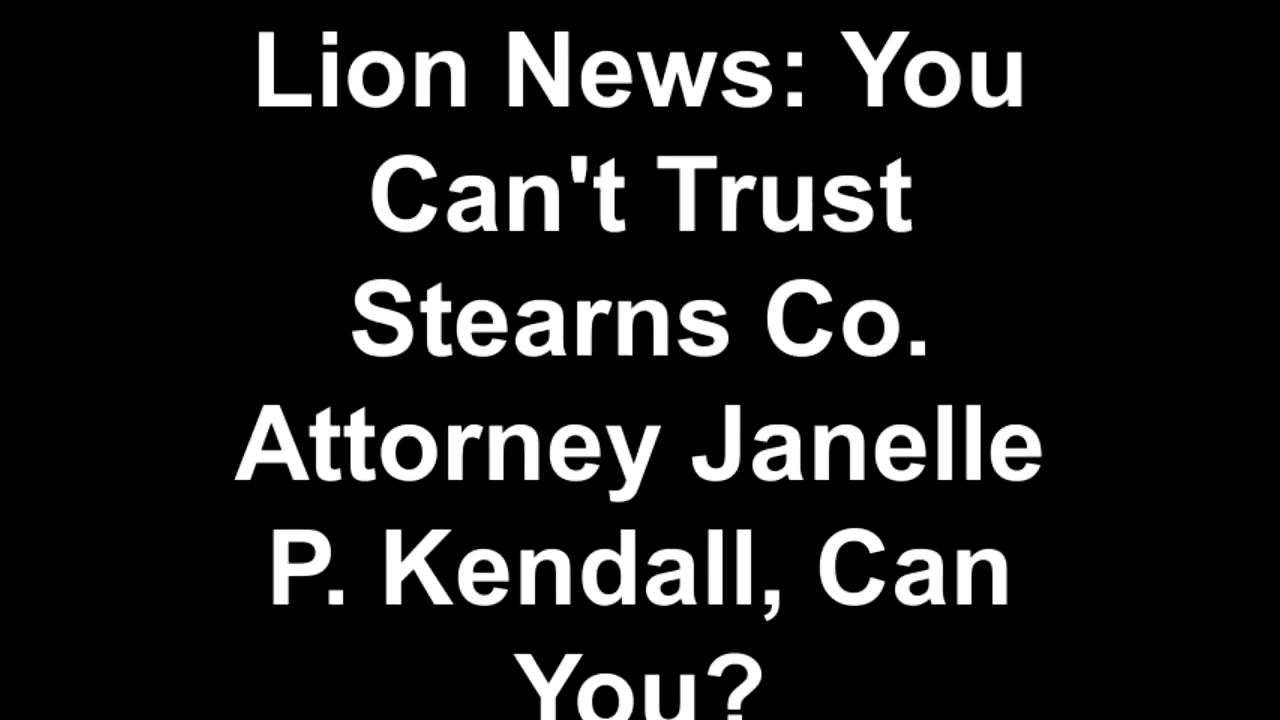 Lion News: You
Can't Trust
Stearns Co.
Attorney Janelle
P. Kendall, Can
You?